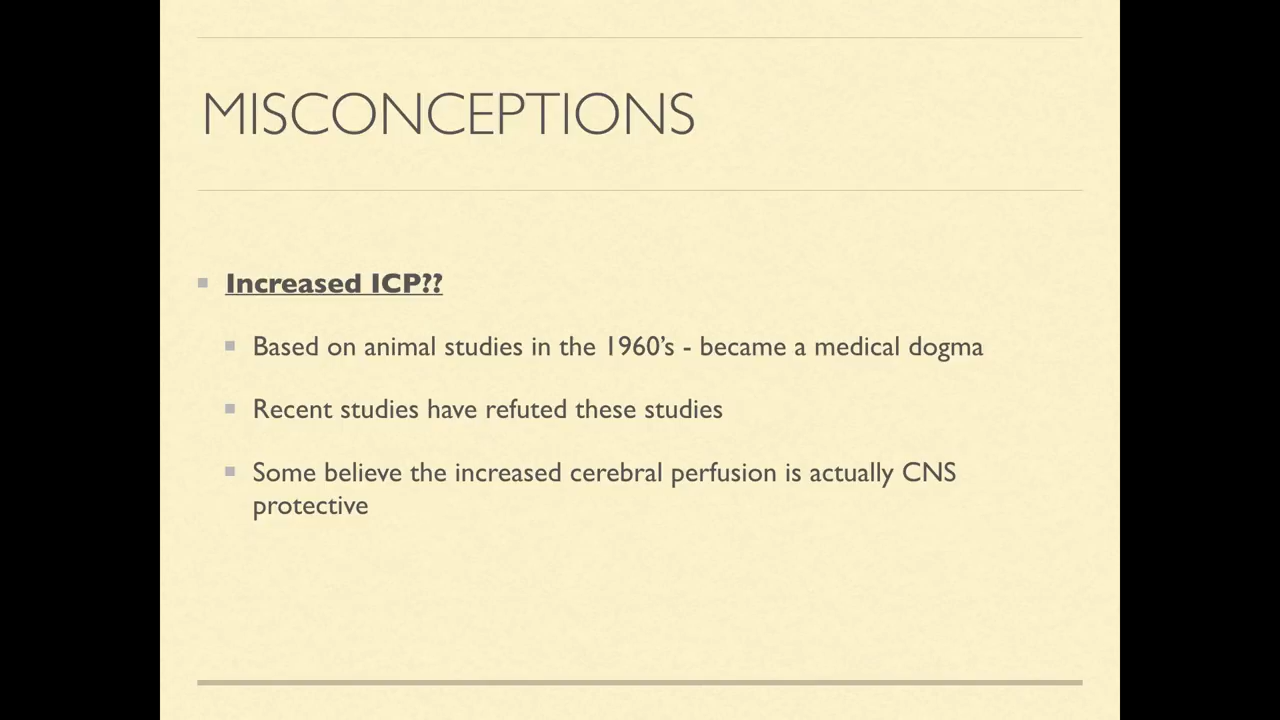 MISCONCEPTIONS
Increased ICP??
Based on animal studies in the 1960’s - became a medical dogma
Recent studies have refuted these studies
Some believe the increased cerebral perfusion is actually CNS
protective